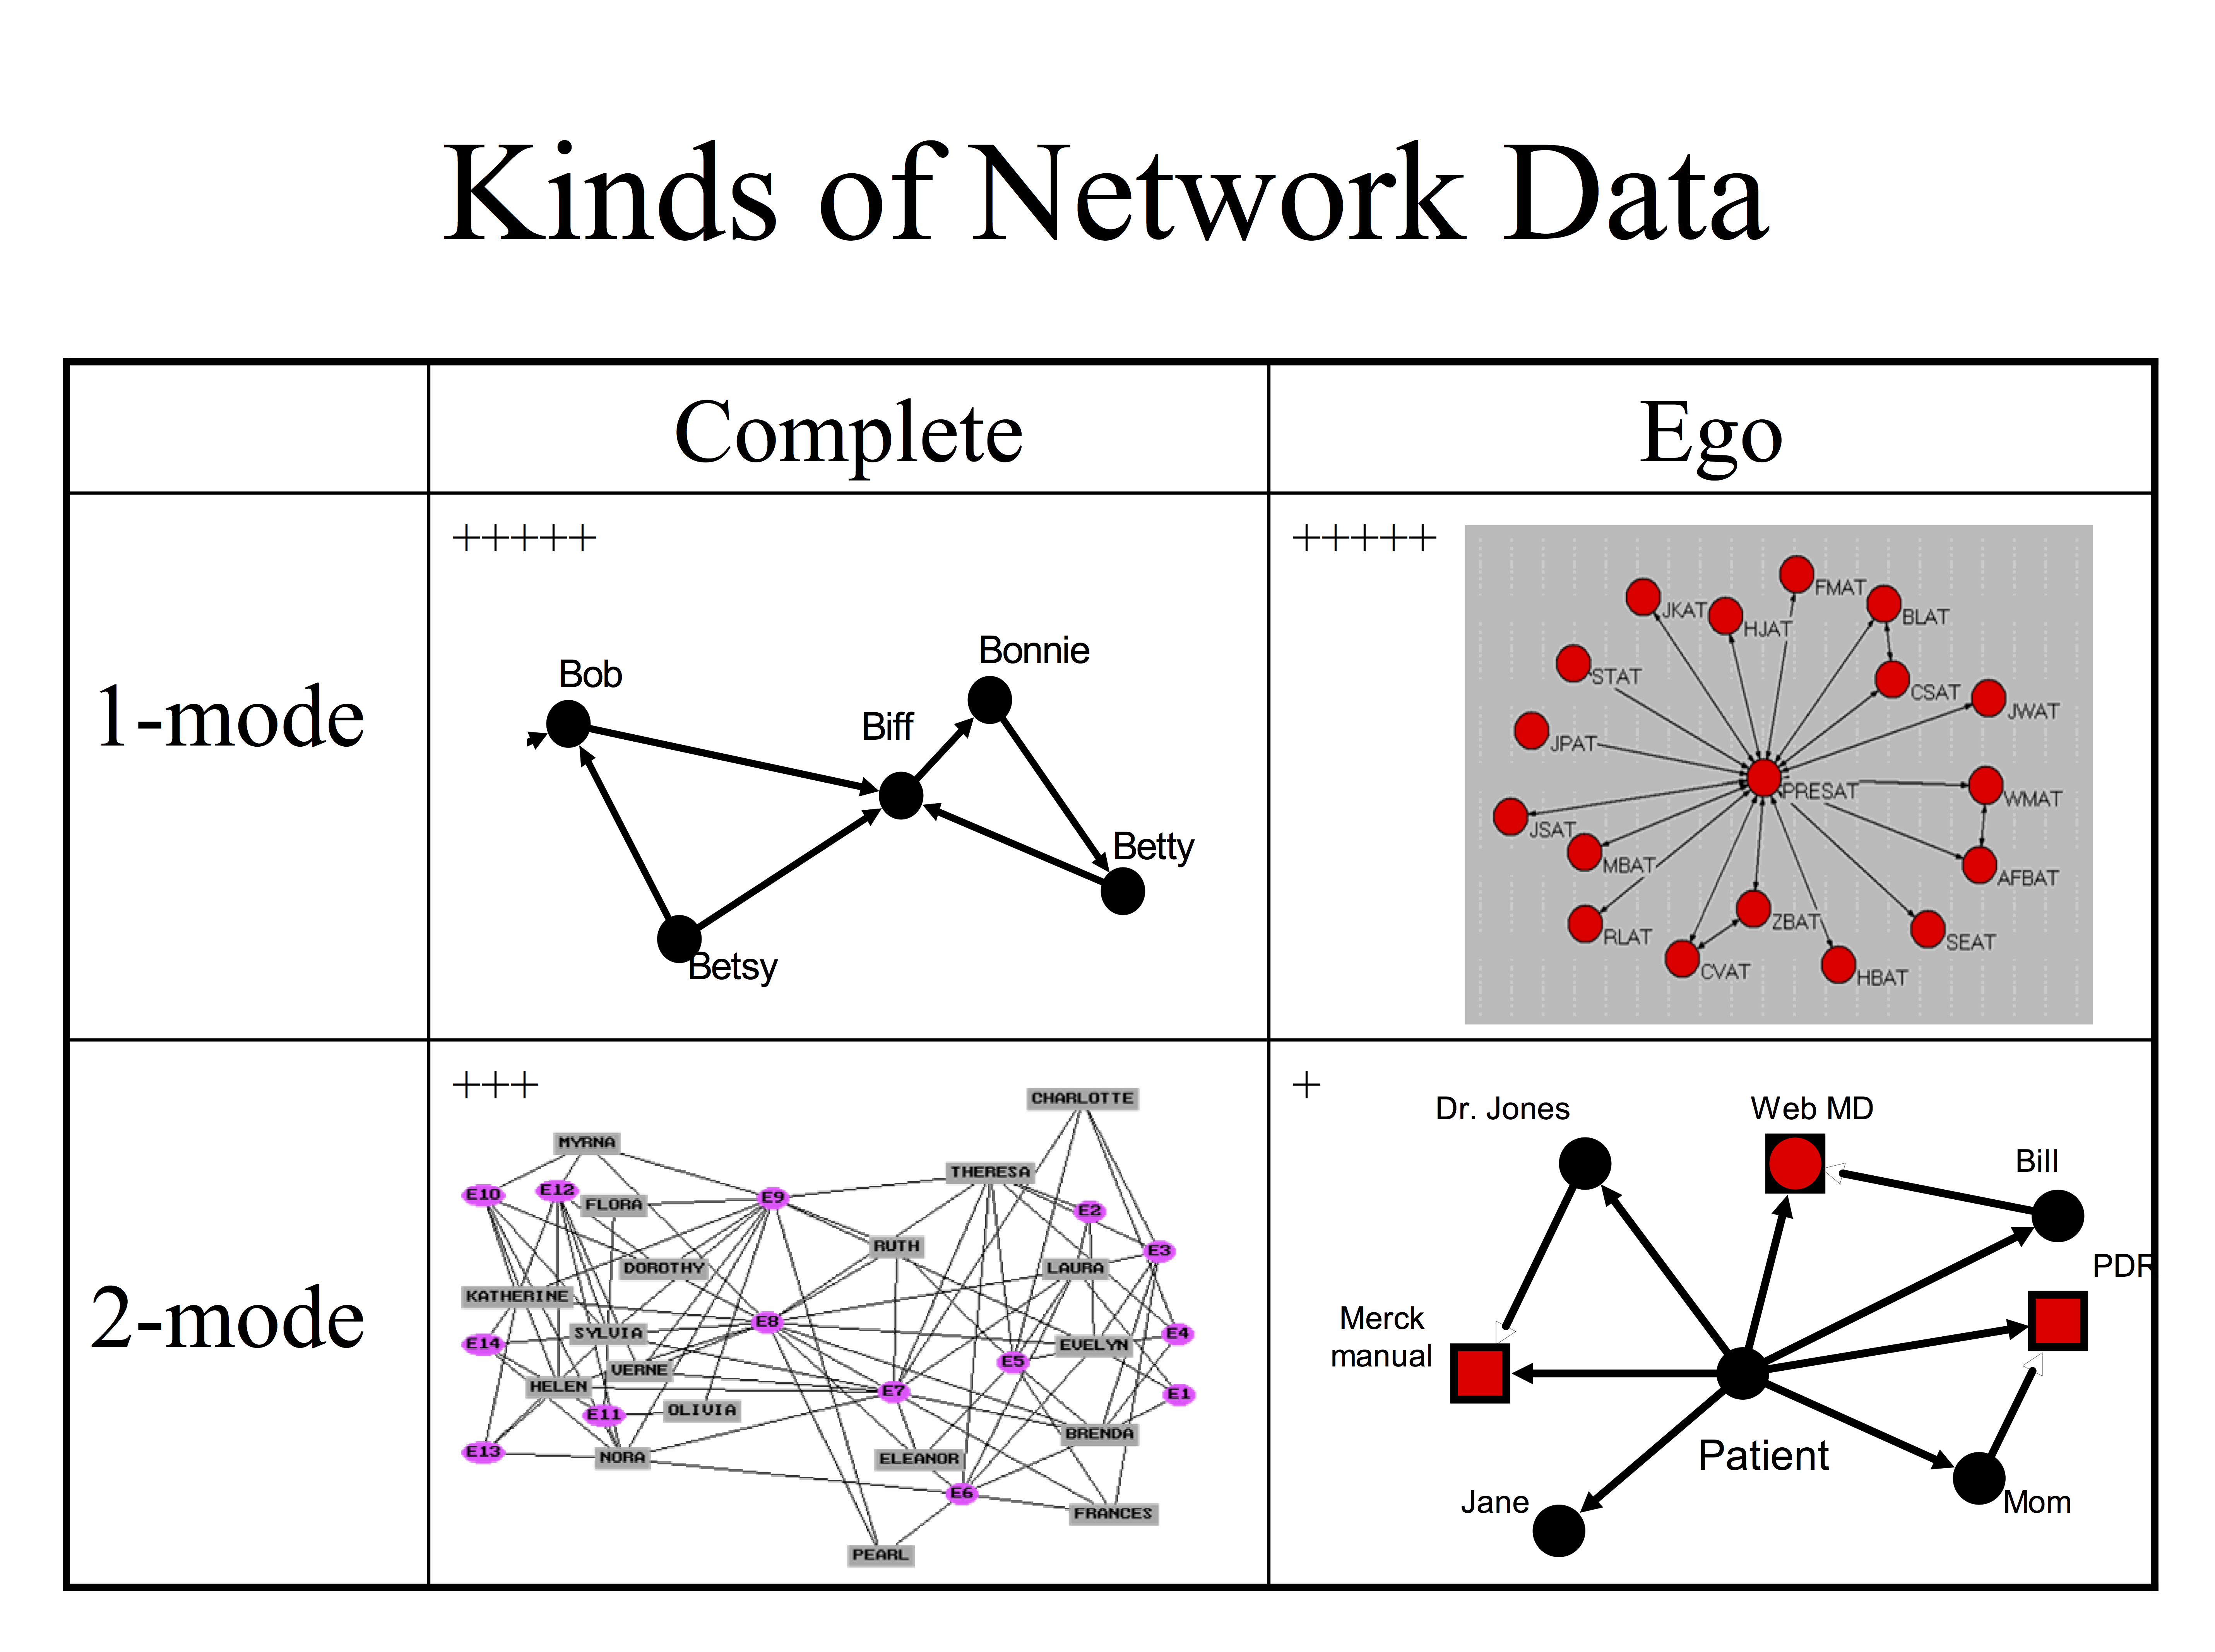 Kinds of Network Data
Complete
Ego
1-mode
+++++
Bob
Bonnie
Biff
Betty
Betsy
+++++
FMAT
JKAT
HJAT
BLAT
STAT
CSAT
JWAT
JPAT
PRESAT
WMAT
JSAT
MBAT
AFBAT
RLAT
ZBAT
SEAT
CVAT
HBAT
2-mode
+++
CHARLOTTE
MYRNA
THERESA
E10
E12
FLORA
E9
E2
RUTH
E3
DOROTHY
LAURA
KATHERINE
E8
SYLVIA
E4
E14
EVELYN
E5
VERNE
HELEN
E7
E1
E11
OLIVIA
BRENDA
E13
NORA
ELEANOR
E6
FRANCES
PEARL
+
Dr. Jones
Web MD
Bill
PDR
Merck
manual
Patient
Jane
Mom